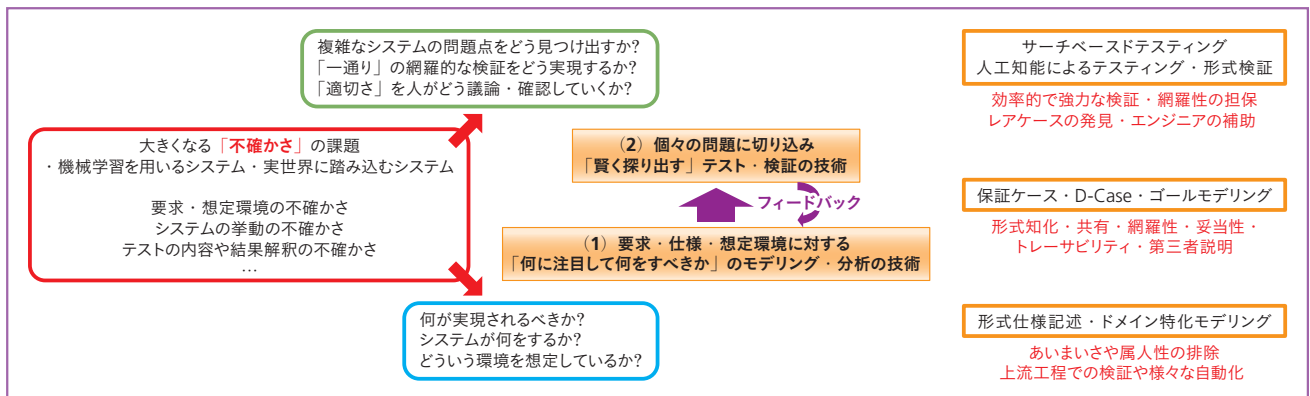 複雑なシステムの問題点をどう見つけ出すか?
「一通り」の網羅的な検証をどう実現するか?
「適切さ」を人がどう議論・確認していくか?
大きくなる「不確かさ」の課題
・機械学習を用いるシステム・実世界に踏み込むシステム
要求・想定環境の不確かさ
システムの挙動の不確かさ
テストの内容や結果解釈の不確かさ
…
何が実現されるべきか?
システムが何をするか?
どういう環境を想定しているか?
(2) 個々の問題に切り込み
「賢く探り出す」テスト・検証の技術
フィードバック
(1) 要求・仕様・想定環境に対する
「何に注目して何をすべきか」のモデリング・分析の技術
サーチベースドテスティング
人工知能によるテスティング・形式検証
効率的で強力な検証・網羅性の担保
レアケースの発見・エンジニアの補助
保証ケース・D-Case・ゴールモデリング
形式知化・共有・網羅性・妥当性・
トレーサビリティ・第三者説明
形式仕様記述・ドメイン特化モデリング
あいまいさや属人性の排除
上流工程での検証や様々な自動化